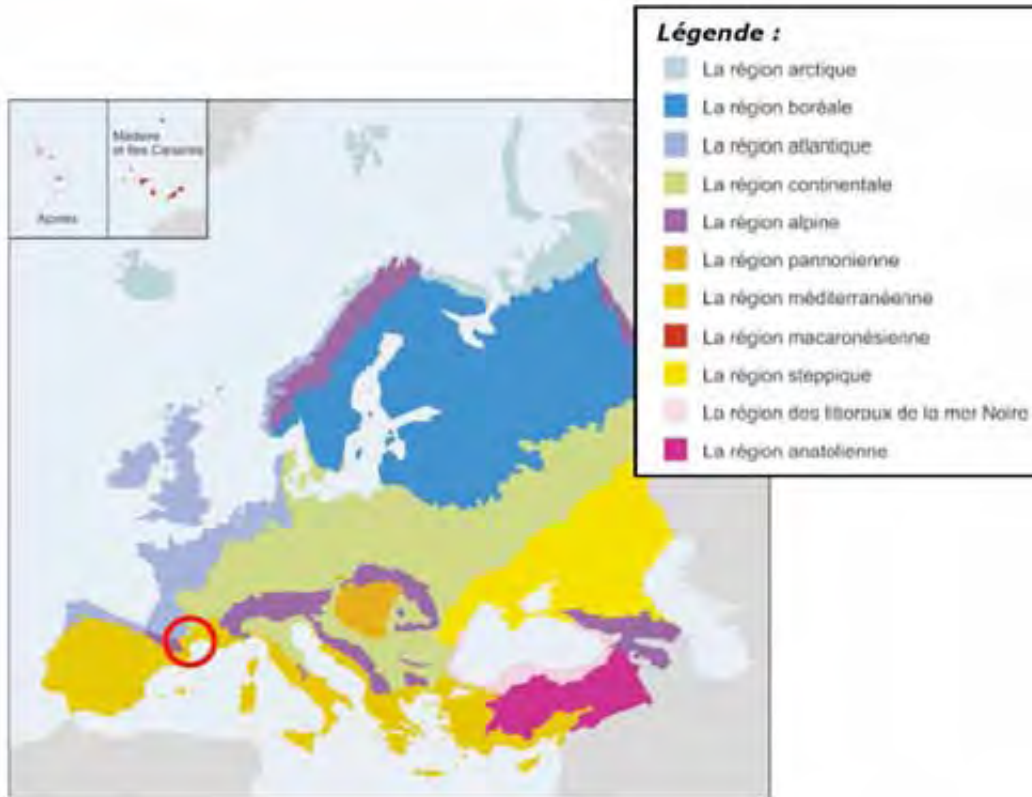 Légende :
La région arctique
La région boréale
La région atlantique
La région continentale
La région alpine
La région pannonienne
La région méditerranéenne
La région macaronésienne
La région steppique
La région des littoraux de la mer Noire
La région anatolienne
Madère
et Iles Canaries
Açores